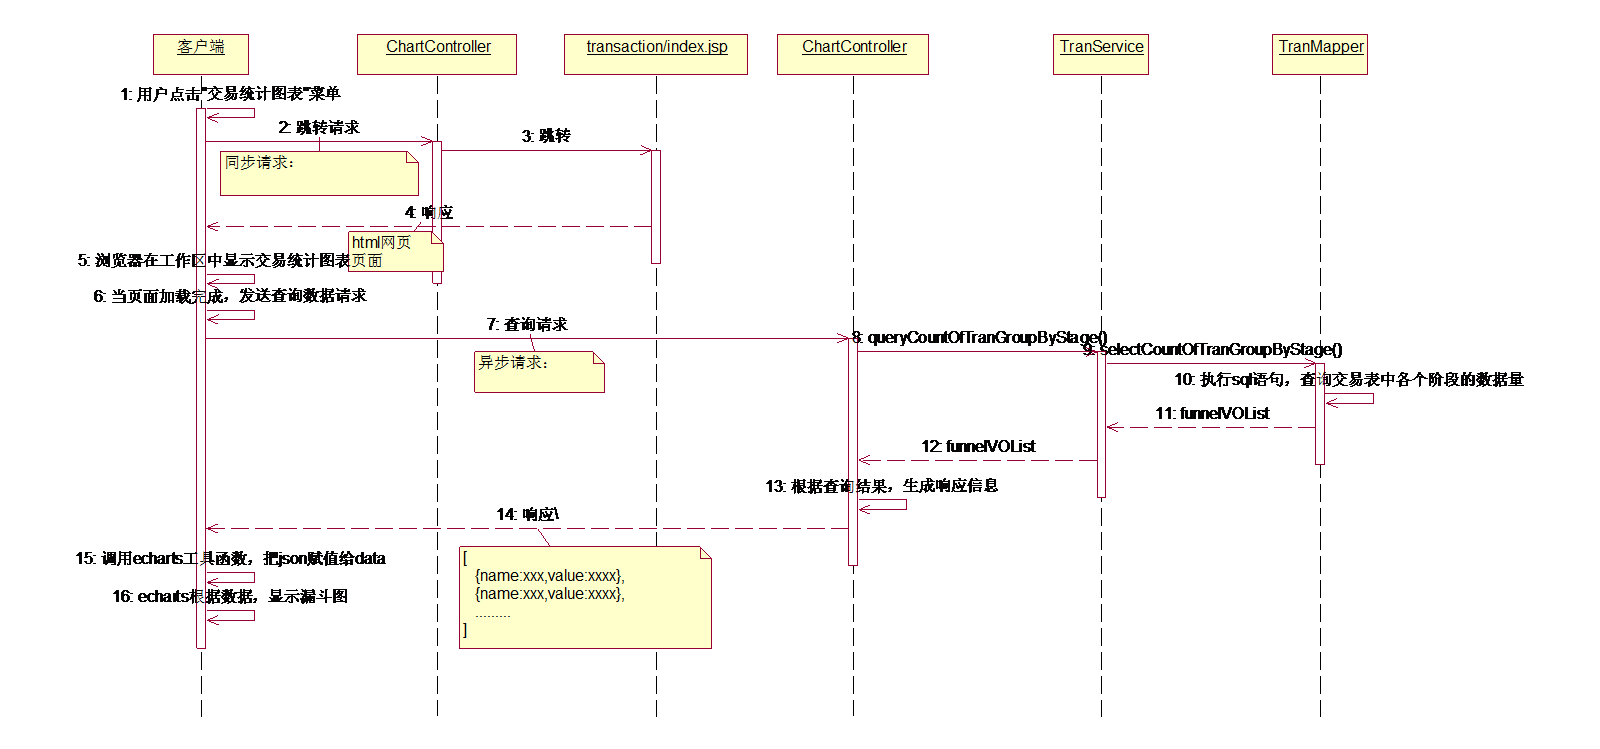 客户端
ChartController
transaction/index.jsp
ChartController
TranService
TranMapper
1: 用户点击"交易统计图表"菜单
2: 跳转请求
3: 跳转
同步请求：
4: 响应
html网页
页面
5: 浏览器在工作区中显示交易统计图表
6: 当页面加载完成，发送查询数据请求
7: 查询请求
异步请求：
8: queryCountOfTranGroupByStage()
9: selectCountOfTranGroupByStage()
10: 执行sql语句，查询交易表中各个阶段的数据量
11: funnelVOList
12: funnelVOList
13: 根据查询结果，生成响应信息
14: 响应\
[
{name:xxx,value:xxxx},
{name:xxx,value:xxxx},
.........
]
15: 调用echarts工具函数，把json赋值给data
16: echarts根据数据，显示漏斗图